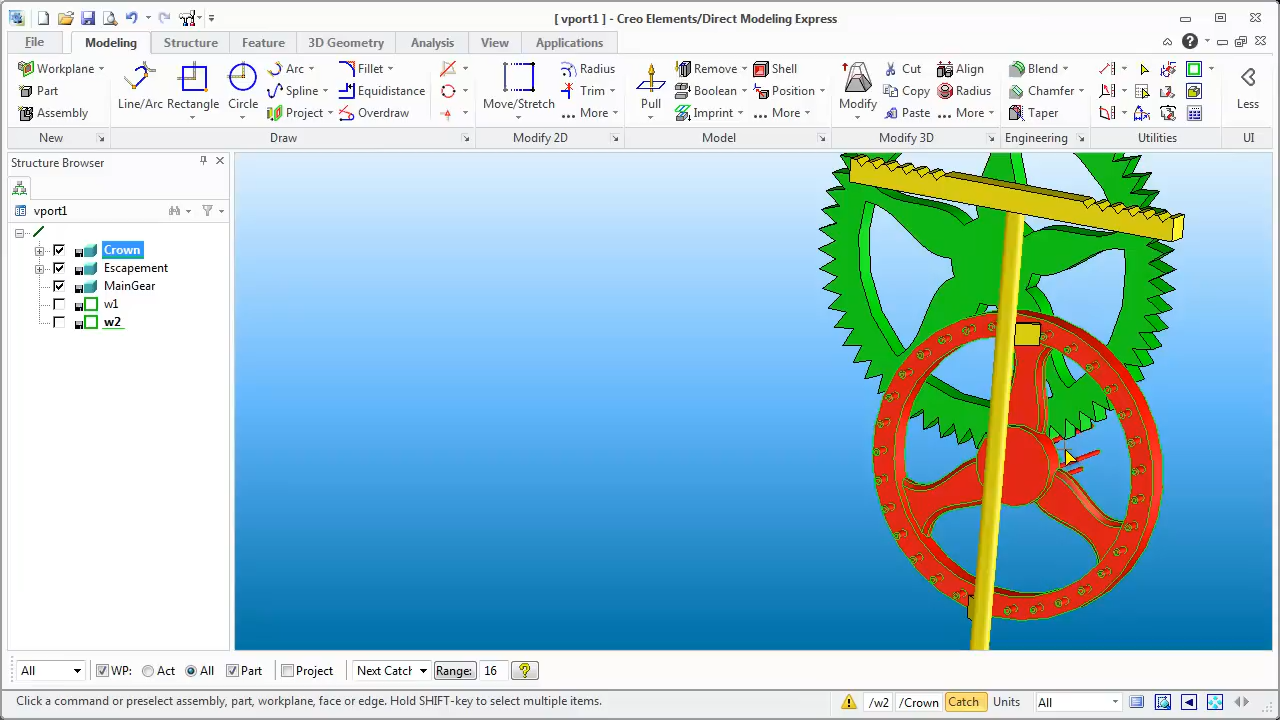 [ vport1 ] - Creo Elements/Direct Modeling Express
File Modeling Structure Feature 3D Geometry Analysis View Applications
Workplane Part Assembly New
Line/Arc Rectangle Circle Arc Spline Project Fillet Equidistance Overdraw Draw
Move/Stretch Radius Trim ... More Modify 2D
Pull Remove Boolean Imprint Shell Position ... More Model
Modify Cut Copy Paste Align Radius ... More Modify 3D
Blend Chamfer Taper Engineering
Utilities
Less UI
Structure Browser
vport1
Crown
Escapement
MainGear
w1
w2
All WP: Act All Part Project Next Catch Range: 16
Click a command or preselect assembly, part, workplane, face or edge. Hold SHIFT-key to select multiple items. /w2 /Crown Catch Units All